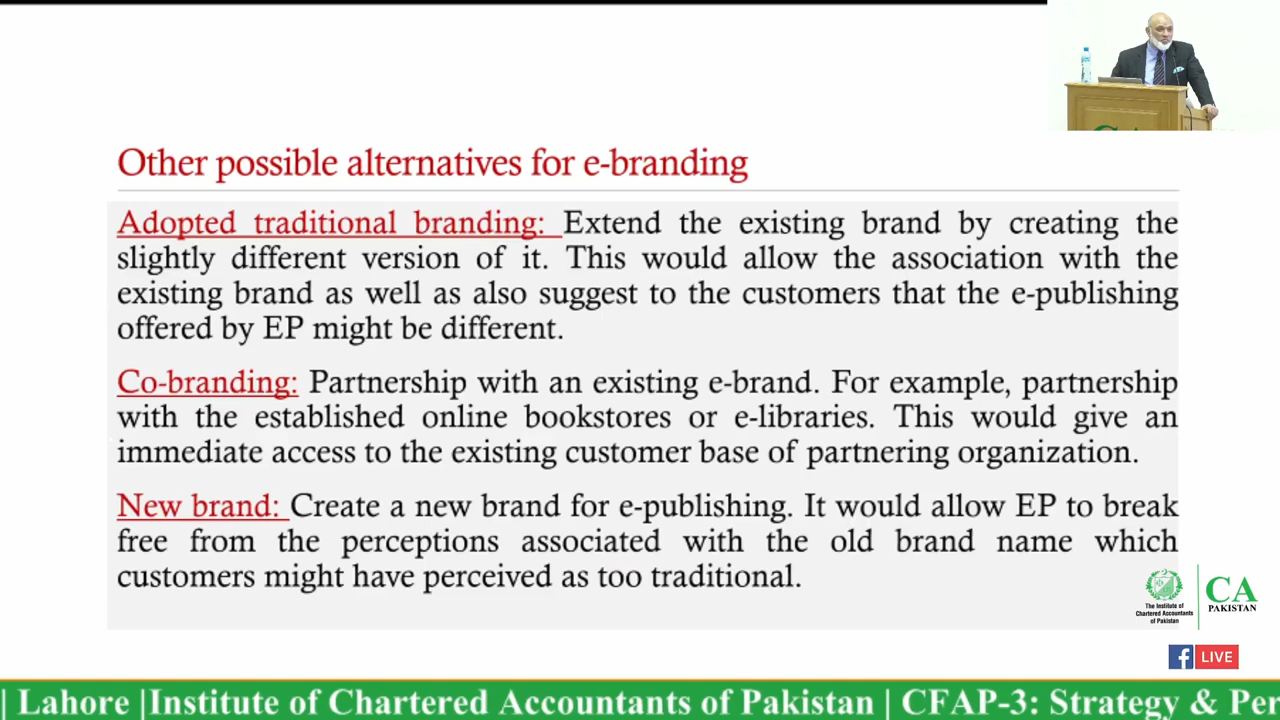 Other possible alternatives for e-branding
Adopted traditional branding: Extend the existing brand by creating the
slightly different version of it. This would allow the association with the
existing brand as well as also suggest to the customers that the e-publishing
offered by EP might be different.
Co-branding: Partnership with an existing e-brand. For example, partnership
with the established online bookstores or e-libraries. This would give an
immediate access to the existing customer base of partnering organization.
New brand: Create a new brand for e-publishing. It would allow EP to break
free from the perceptions associated with the old brand name which
customers might have perceived as too traditional.
The Institute of
Chartered Accountants
of Pakistan
CA
PAKISTAN
f LIVE
| Lahore |Institute of Chartered Accountants of Pakistan | CFAP-3: Strategy & Per